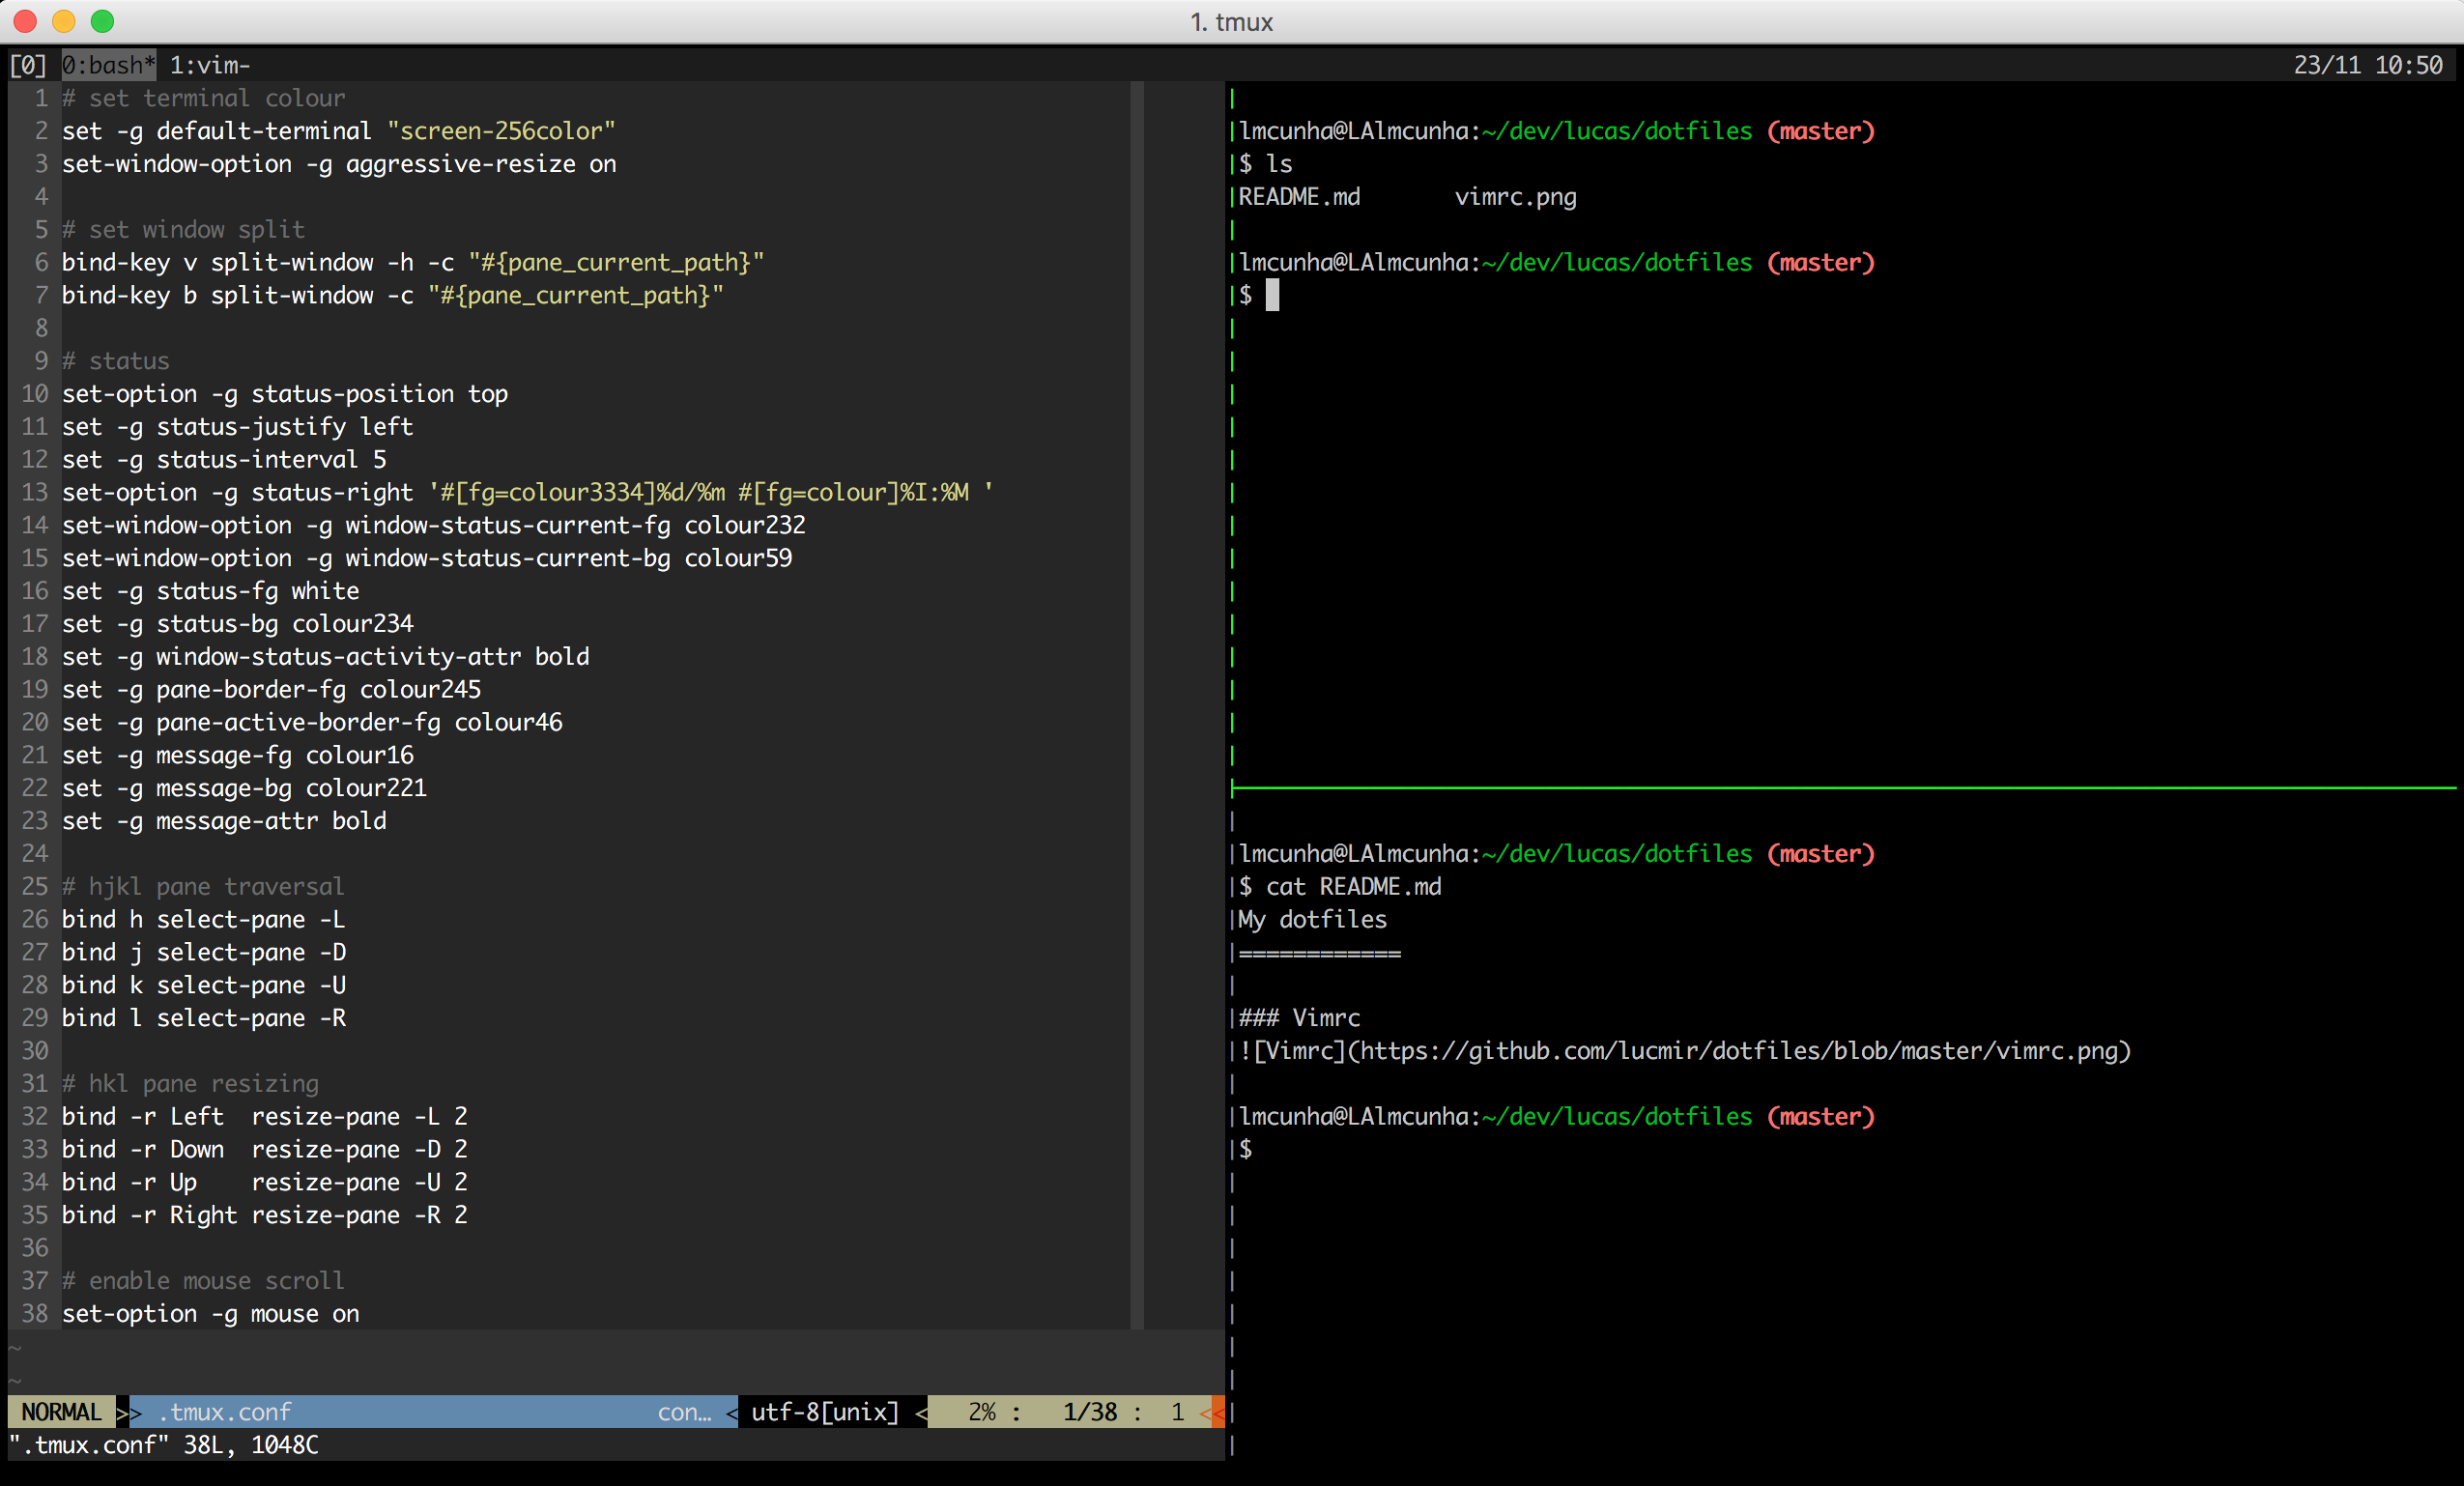 1. tmux
[0] 0:bash* 1:vim- 23/11 10:50
1 # set terminal colour
2 set -g default-terminal "screen-256color"
3 set-window-option -g aggressive-resize on
4
5 # set window split
6 bind-key v split-window -h -c "#{pane_current_path}"
7 bind-key b split-window -c "#{pane_current_path}"
8
9 # status
10 set-option -g status-position top
11 set -g status-justify left
12 set -g status-interval 5
13 set-option -g status-right '#[fg=colour3334]%d/%m #[fg=colour]%I:%M '
14 set-window-option -g window-status-current-fg colour232
15 set-window-option -g window-status-current-bg colour59
16 set -g status-fg white
17 set -g status-bg colour234
18 set -g window-status-activity-attr bold
19 set -g pane-border-fg colour245
20 set -g pane-active-border-fg colour46
21 set -g message-fg colour16
22 set -g message-bg colour221
23 set -g message-attr bold
24
25 # hjkl pane traversal
26 bind h select-pane -L
27 bind j select-pane -D
28 bind k select-pane -U
29 bind l select-pane -R
30
31 # hkl pane resizing
32 bind -r Left  resize-pane -L 2
33 bind -r Down  resize-pane -D 2
34 bind -r Up    resize-pane -U 2
35 bind -r Right resize-pane -R 2
36
37 # enable mouse scroll
38 set-option -g mouse on
~
~
NORMAL >> .tmux.conf con… < utf-8[unix] < 2% : 1/38 : 1 <<
".tmux.conf" 38L, 1048C
lmcunha@LAlmcunha:~/dev/lucas/dotfiles (master)
$ ls
README.md       vimrc.png
lmcunha@LAlmcunha:~/dev/lucas/dotfiles (master)
$
lmcunha@LAlmcunha:~/dev/lucas/dotfiles (master)
$ cat README.md
My dotfiles
============
### Vimrc
![Vimrc](https://github.com/lucmir/dotfiles/blob/master/vimrc.png)
lmcunha@LAlmcunha:~/dev/lucas/dotfiles (master)
$